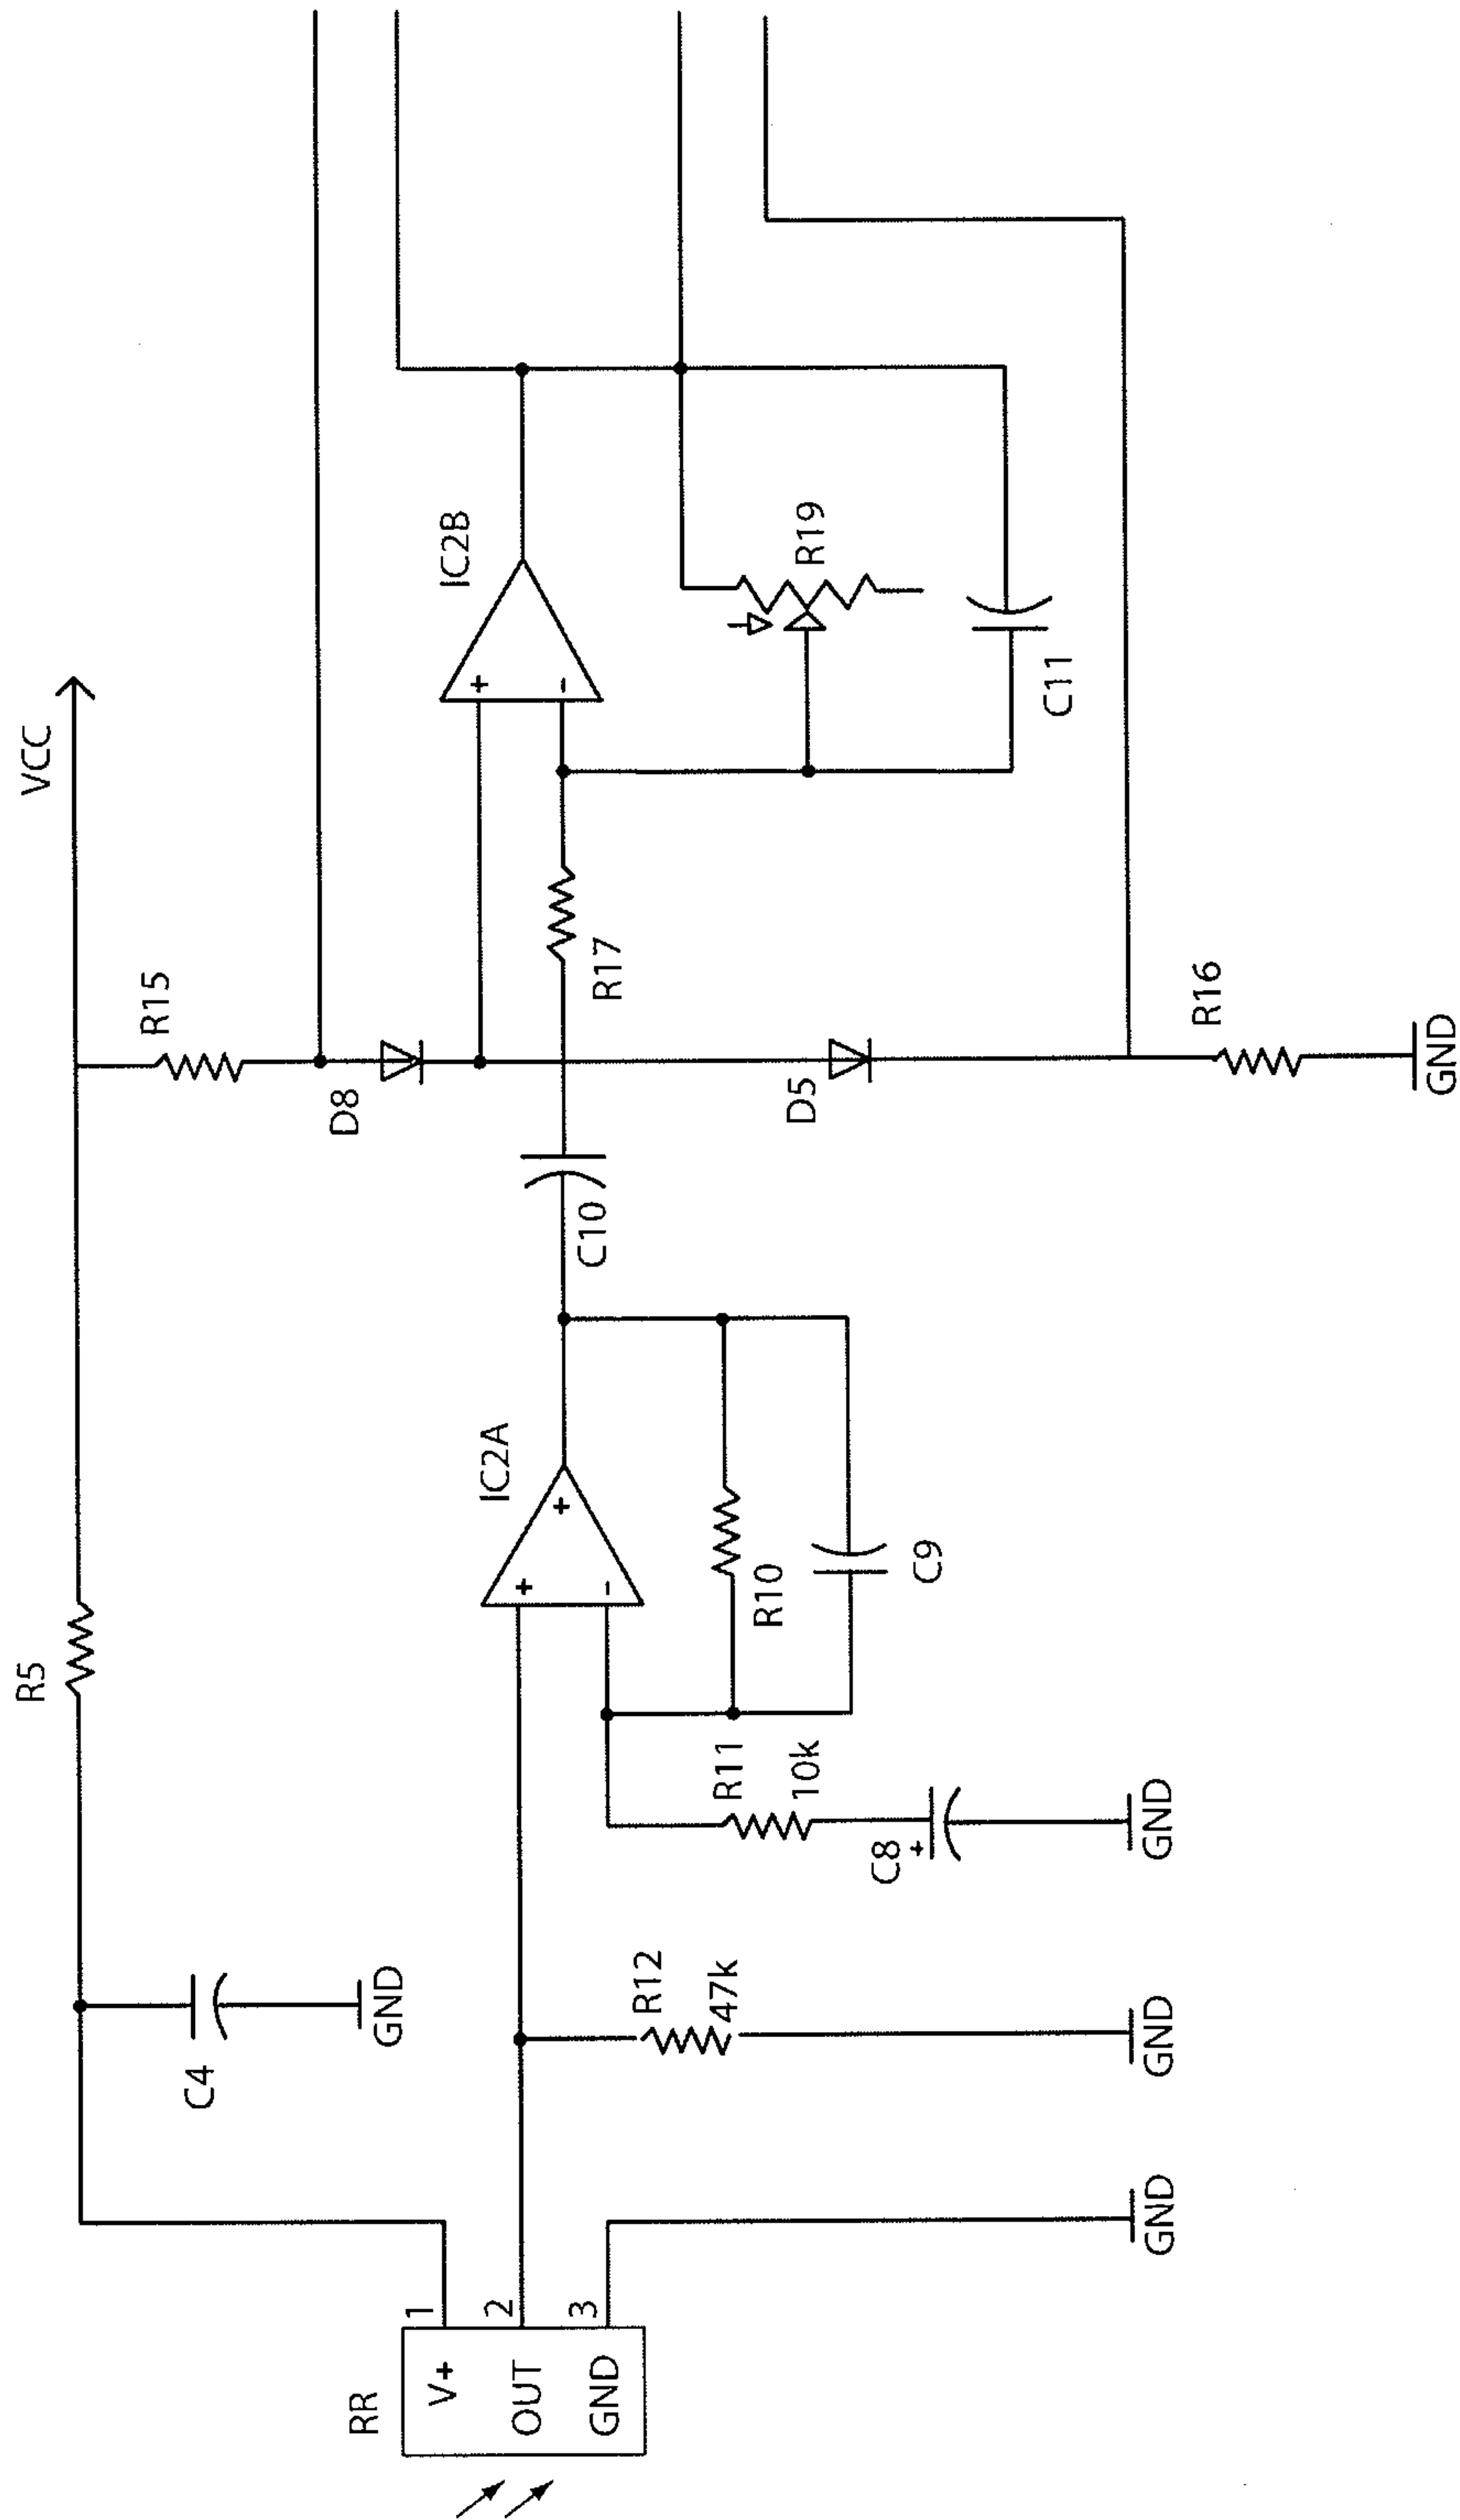 VCC
R5
R15
C4
GND
D8
IC2B
RR
V+
OUT
GND
1
2
3
IC2A
+
-
+
C10
R17
+
-
R19
R12
47k
R11
10k
R10
C9
C8
+
D5
C11
R16
GND
GND
GND
GND